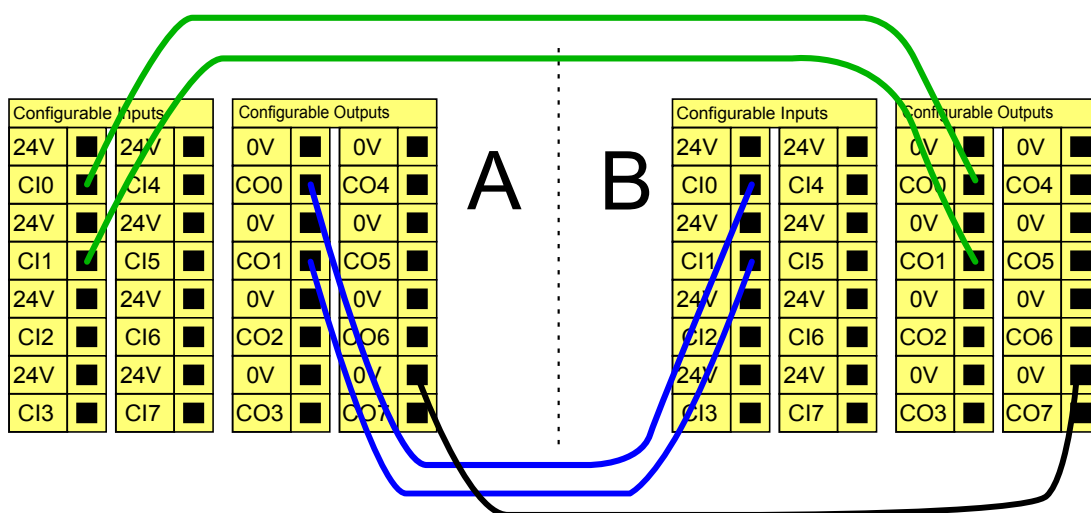 Configurable Inputs
24V 24V
CI0 CI4
24V 24V
CI1 CI5
24V 24V
CI2 CI6
24V 24V
CI3 CI7
Configurable Outputs
0V 0V
CO0 CO4
0V 0V
CO1 CO5
0V 0V
CO2 CO6
0V 0V
CO3 CO7
A
B
Configurable Inputs
24V 24V
CI0 CI4
24V 24V
CI1 CI5
24V 24V
CI2 CI6
24V 24V
CI3 CI7
Configurable Outputs
0V 0V
CO0 CO4
0V 0V
CO1 CO5
0V 0V
CO2 CO6
0V 0V
CO3 CO7